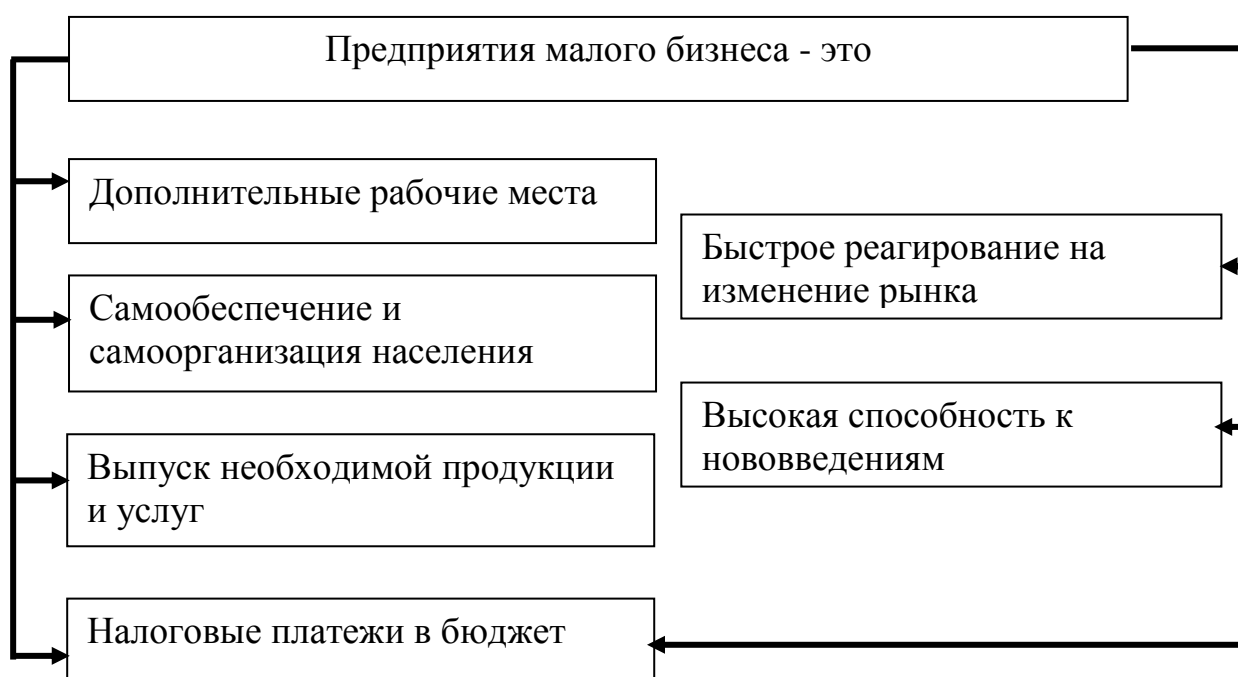 Предприятия малого бизнеса - это
Дополнительные рабочие места
Самообеспечение и
самоорганизация населения
Выпуск необходимой продукции
и услуг
Налоговые платежи в бюджет
Быстрое реагирование на
изменение рынка
Высокая способность к
нововведениям